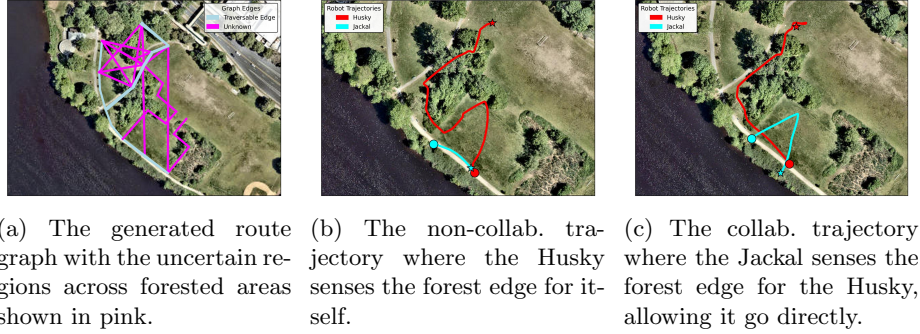 Graph Edges
Traversable Edge
Unknown
Robot Trajectories
Husky
Jackal
Robot Trajectories
Husky
Jackal
(a) The generated route
graph with the uncertain re-
gions across forested areas
shown in pink.
(b) The non-collab. tra-
jectory where the Husky
senses the forest edge for it-
self.
(c) The collab. trajectory
where the Jackal senses the
forest edge for the Husky,
allowing it go directly.